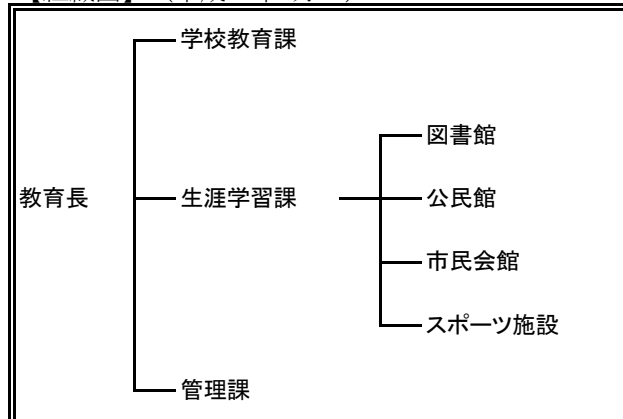 学校教育課
図書館
教育長
生涯学習課
公民館
市民会館
スポーツ施設
管理課